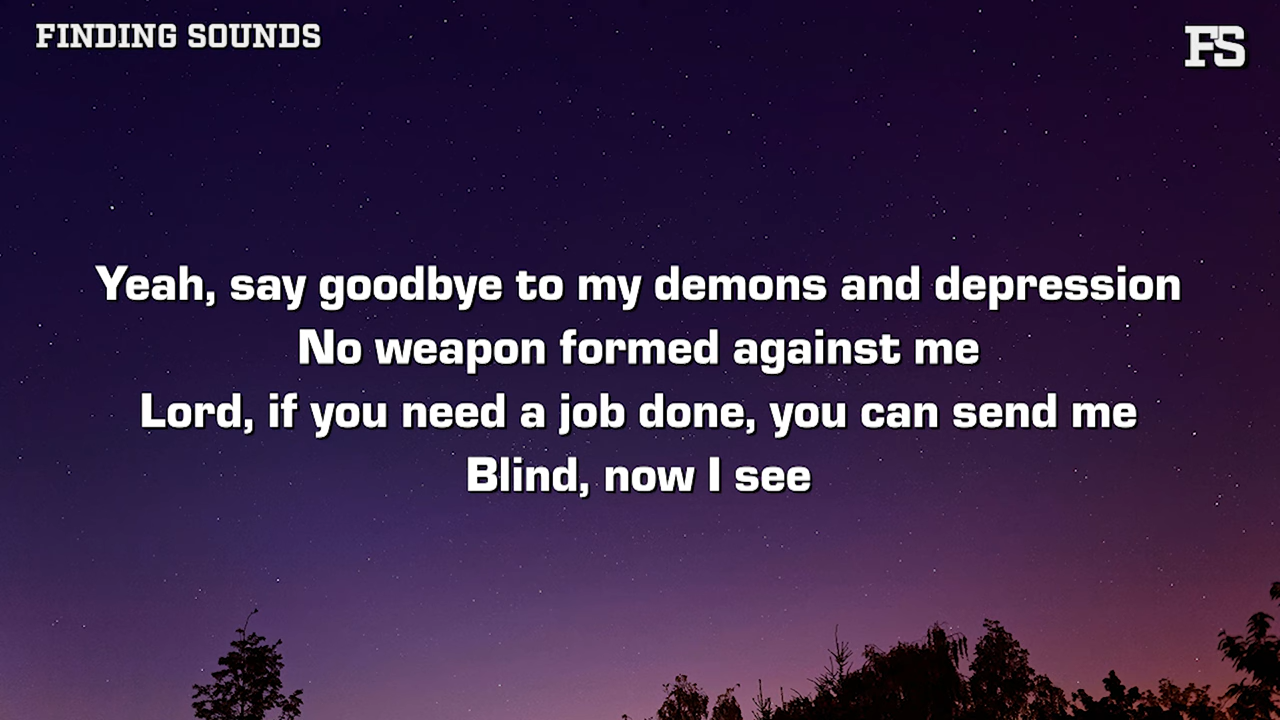 FINDING SOUNDS
FS
Yeah, say goodbye to my demons and depression
No weapon formed against me
Lord, if you need a job done, you can send me
Blind, now I see